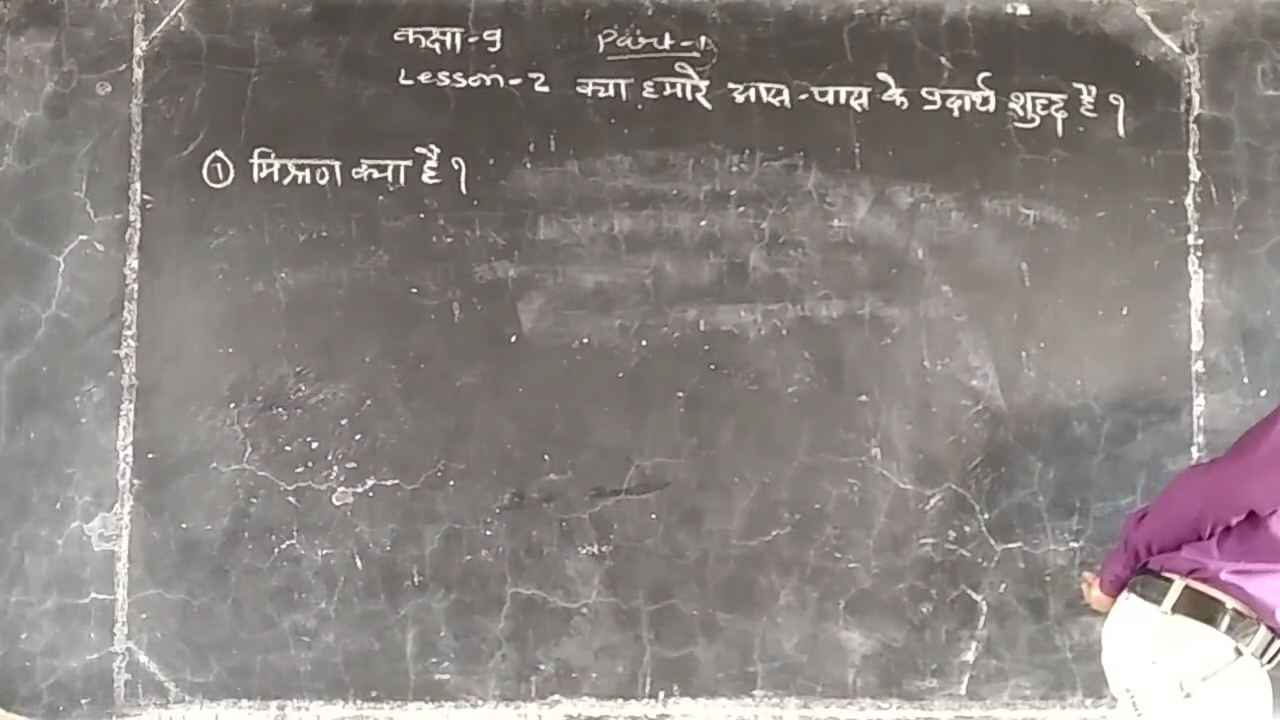 कक्षा-9 Part-1
Lesson-2 क्या हमारे आस-पास के पदार्थ शुद्ध है?
① मिश्रण क्या है?